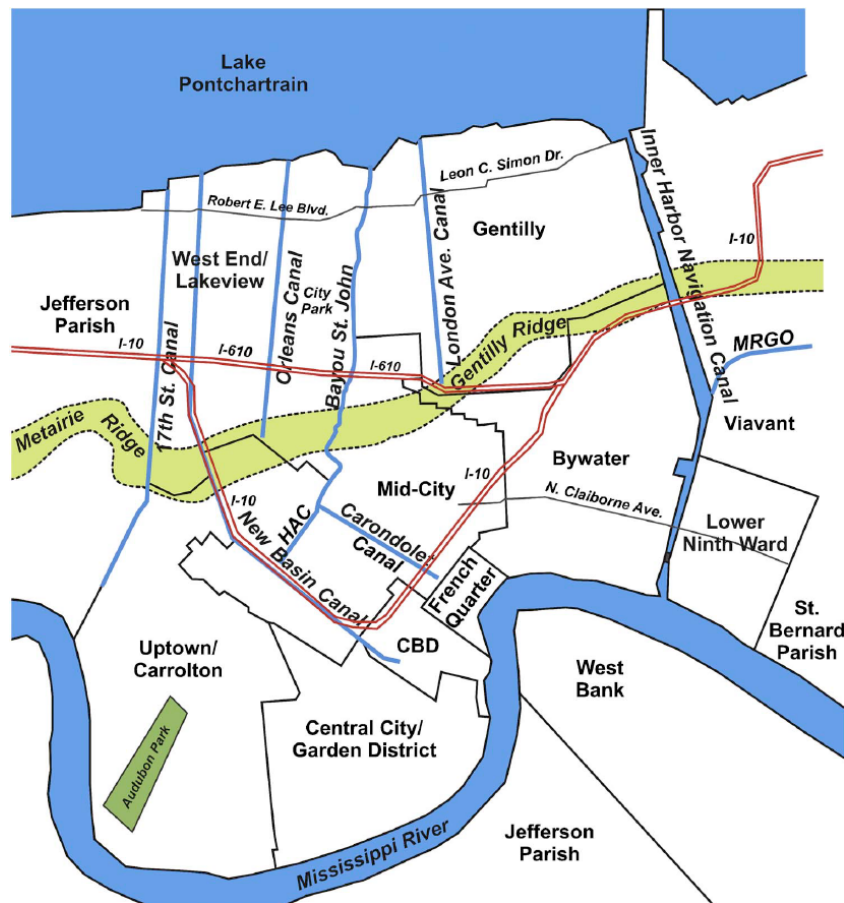 Lake
Pontchartrain
Leon C. Simon Dr.
Robert E. Lee Blvd.
Inner Harbor Navigation Canal
London Ave. Canal
Gentilly
I-10
West End/
Lakeview
Orleans Canal
City
Park
Bayou St. John
Jefferson
Parish
17th St. Canal
I-10
I-610
I-610
Gentilly Ridge
MRGO
Metairie
Ridge
Viavant
Bywater
Mid-City
I-10
N. Claiborne Ave.
I-10
New Basin Canal
HAC
Carondolet
Canal
Lower
Ninth Ward
French
Quarter
St.
Bernard
Parish
Uptown/
Carrolton
CBD
West
Bank
Central City/
Garden District
Audubon Park
Mississippi River
Jefferson
Parish